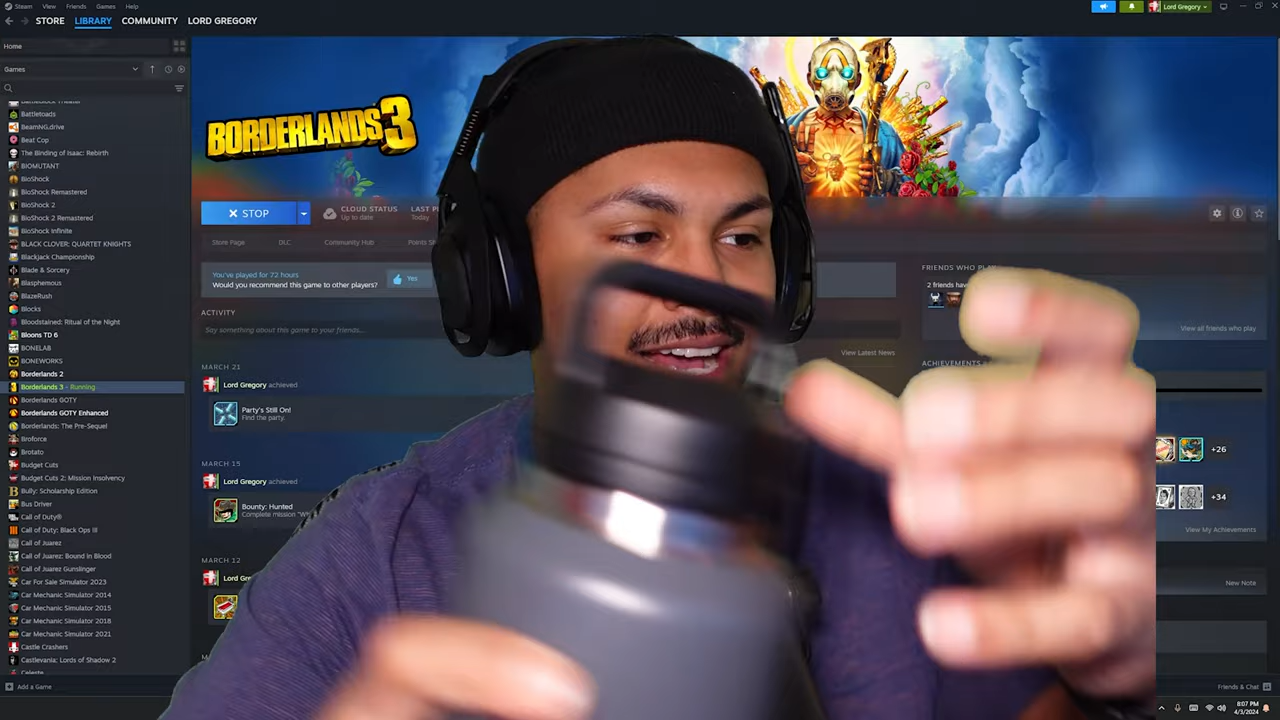 Steam View Friends Games Help
Lord Gregory
STORE LIBRARY COMMUNITY LORD GREGORY
Home
Games
Battletoads
BeamNG.drive
Beat Cop
The Binding of Isaac: Rebirth
BIOMUTANT
BioShock
BioShock Remastered
BioShock 2
BioShock 2 Remastered
BioShock Infinite
BLACK CLOVER: QUARTET KNIGHTS
Blackjack Championship
Blade & Sorcery
Blasphemous
BlazeRush
Blocks
Bloodstained: Ritual of the Night
Bloons TD 6
BONELAB
BONEWORKS
Borderlands 2
Borderlands 3 - Running
Borderlands GOTY
Borderlands GOTY Enhanced
Borderlands: The Pre-Sequel
Broforce
Brotato
Budget Cuts
Budget Cuts 2: Mission Insolvency
Bully: Scholarship Edition
Bus Driver
Call of Duty®
Call of Duty: Black Ops III
Call of Juarez
Call of Juarez: Bound in Blood
Call of Juarez Gunslinger
Car For Sale Simulator 2023
Car Mechanic Simulator 2014
Car Mechanic Simulator 2015
Car Mechanic Simulator 2018
Car Mechanic Simulator 2021
Castle Crashers
Castlevania: Lords of Shadow 2
Celeste
Add a Game
BORDERLANDS 3
STOP
CLOUD STATUS
Up to date
LAST
Today
Store Page DLC Community Hub Points
You've played for 72 hours
Would you recommend this game to other players?
Yes
ACTIVITY
Say something about this game to your friends...
View Latest News
MARCH 21
Lord Gregory achieved
Party's Still On!
Find the party.
MARCH 15
Lord Gregory achieved
Bounty: Hunted
Complete mission
MARCH 12
Lord
FRIENDS WHO
2 friends
View all friends who play
ACHIEVEMENTS
+26
+34
View My Achievements
New Note
Friends & Chat
8:07 PM
4/3/2024